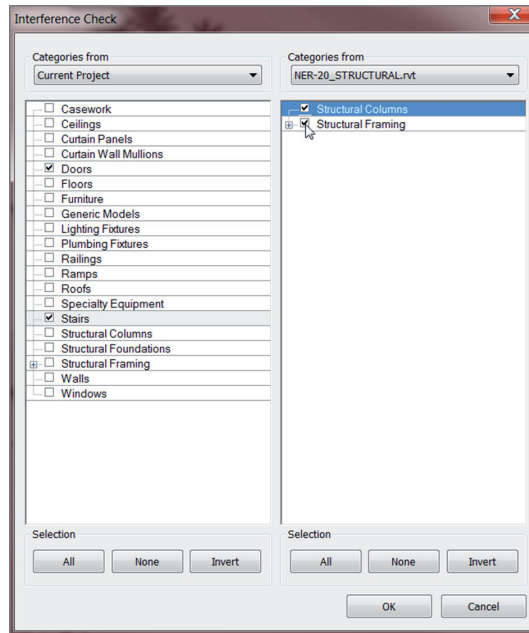 Interference Check
Categories from
Current Project
Casework
Ceilings
Curtain Panels
Curtain Wall Mullions
Doors
Floors
Furniture
Generic Models
Lighting Fixtures
Plumbing Fixtures
Railings
Ramps
Roofs
Specialty Equipment
Stairs
Structural Columns
Structural Foundations
Structural Framing
Walls
Windows
Selection
All None Invert
Categories from
NER-20_STRUCTURAL.rvt
Structural Columns
Structural Framing
Selection
All None Invert
OK Cancel